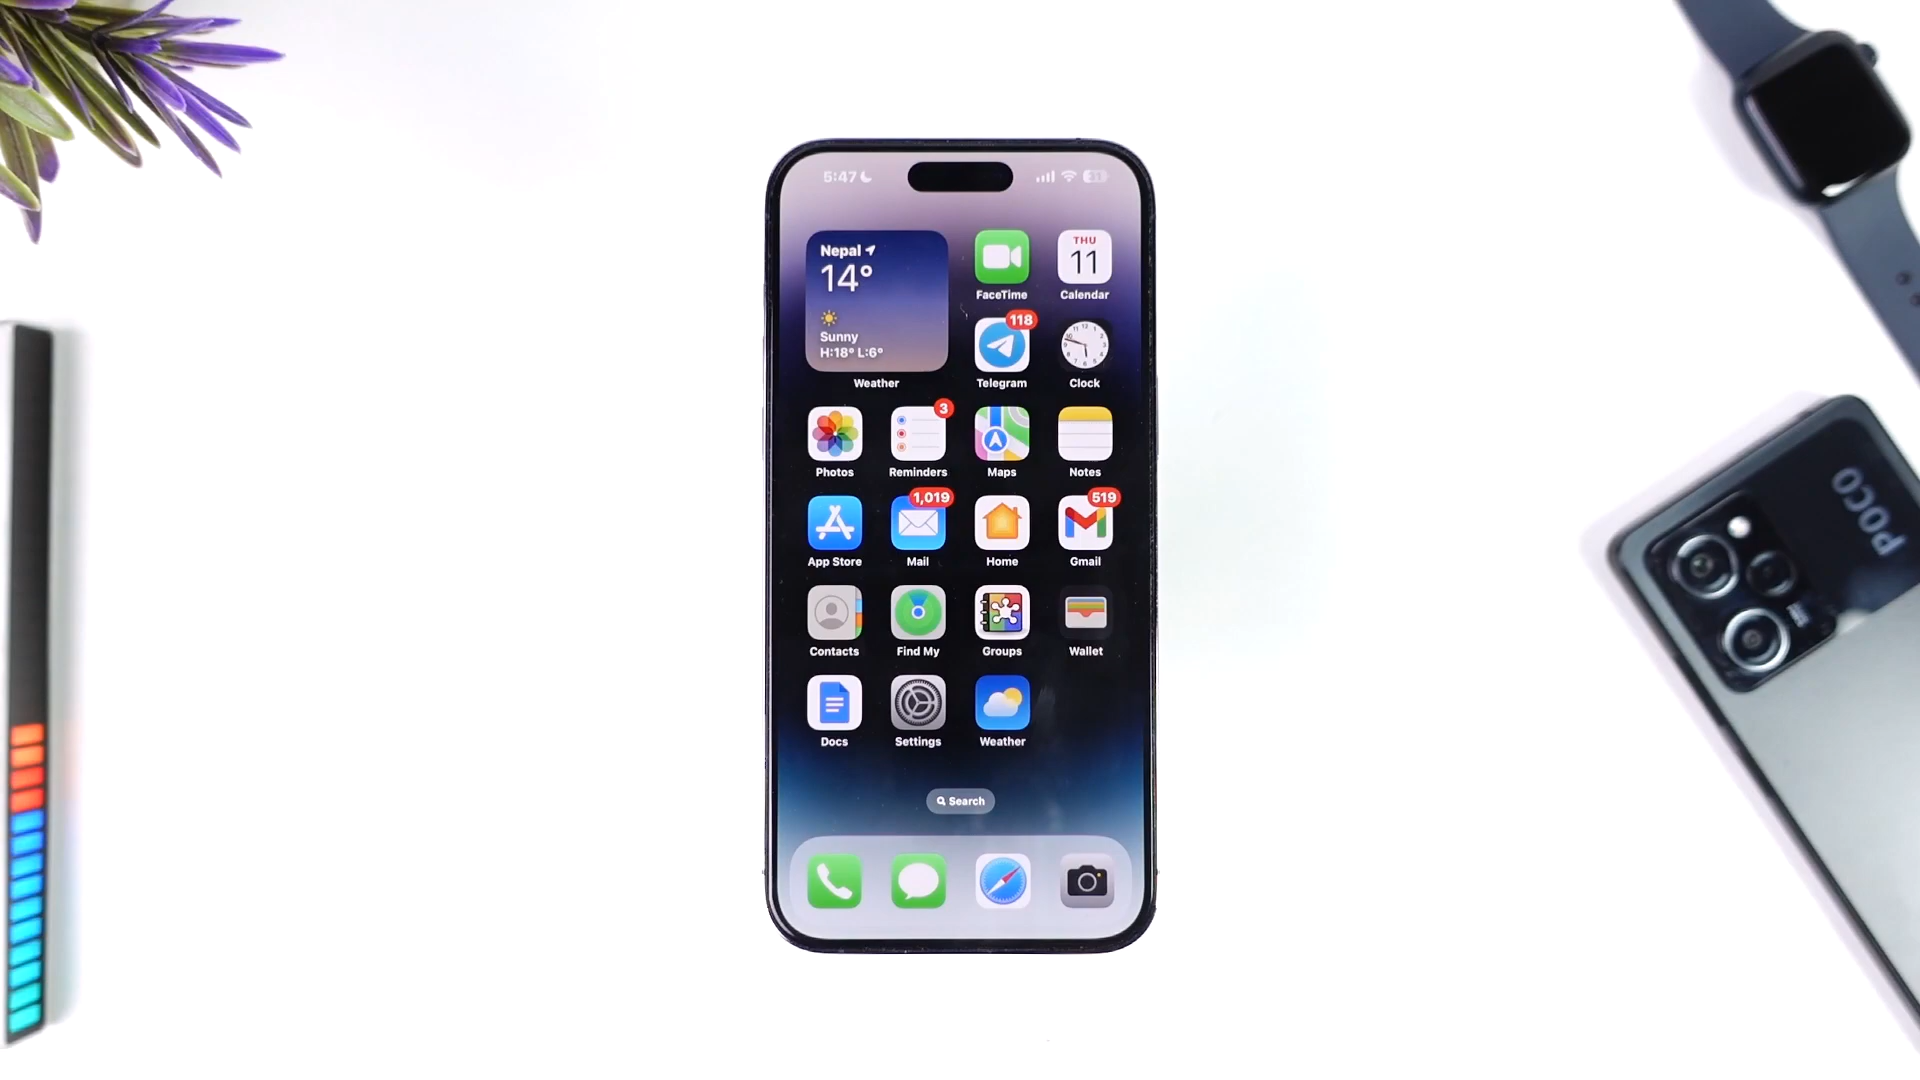 5:47
31
Nepal
14°
Sunny
H:18° L:6°
Weather
FaceTime
THU
11
Calendar
118
Telegram
Clock
Photos
3
Reminders
Maps
Notes
App Store
1,019
Mail
Home
519
Gmail
Contacts
Find My
Groups
Wallet
Docs
Settings
Weather
Search
POCO